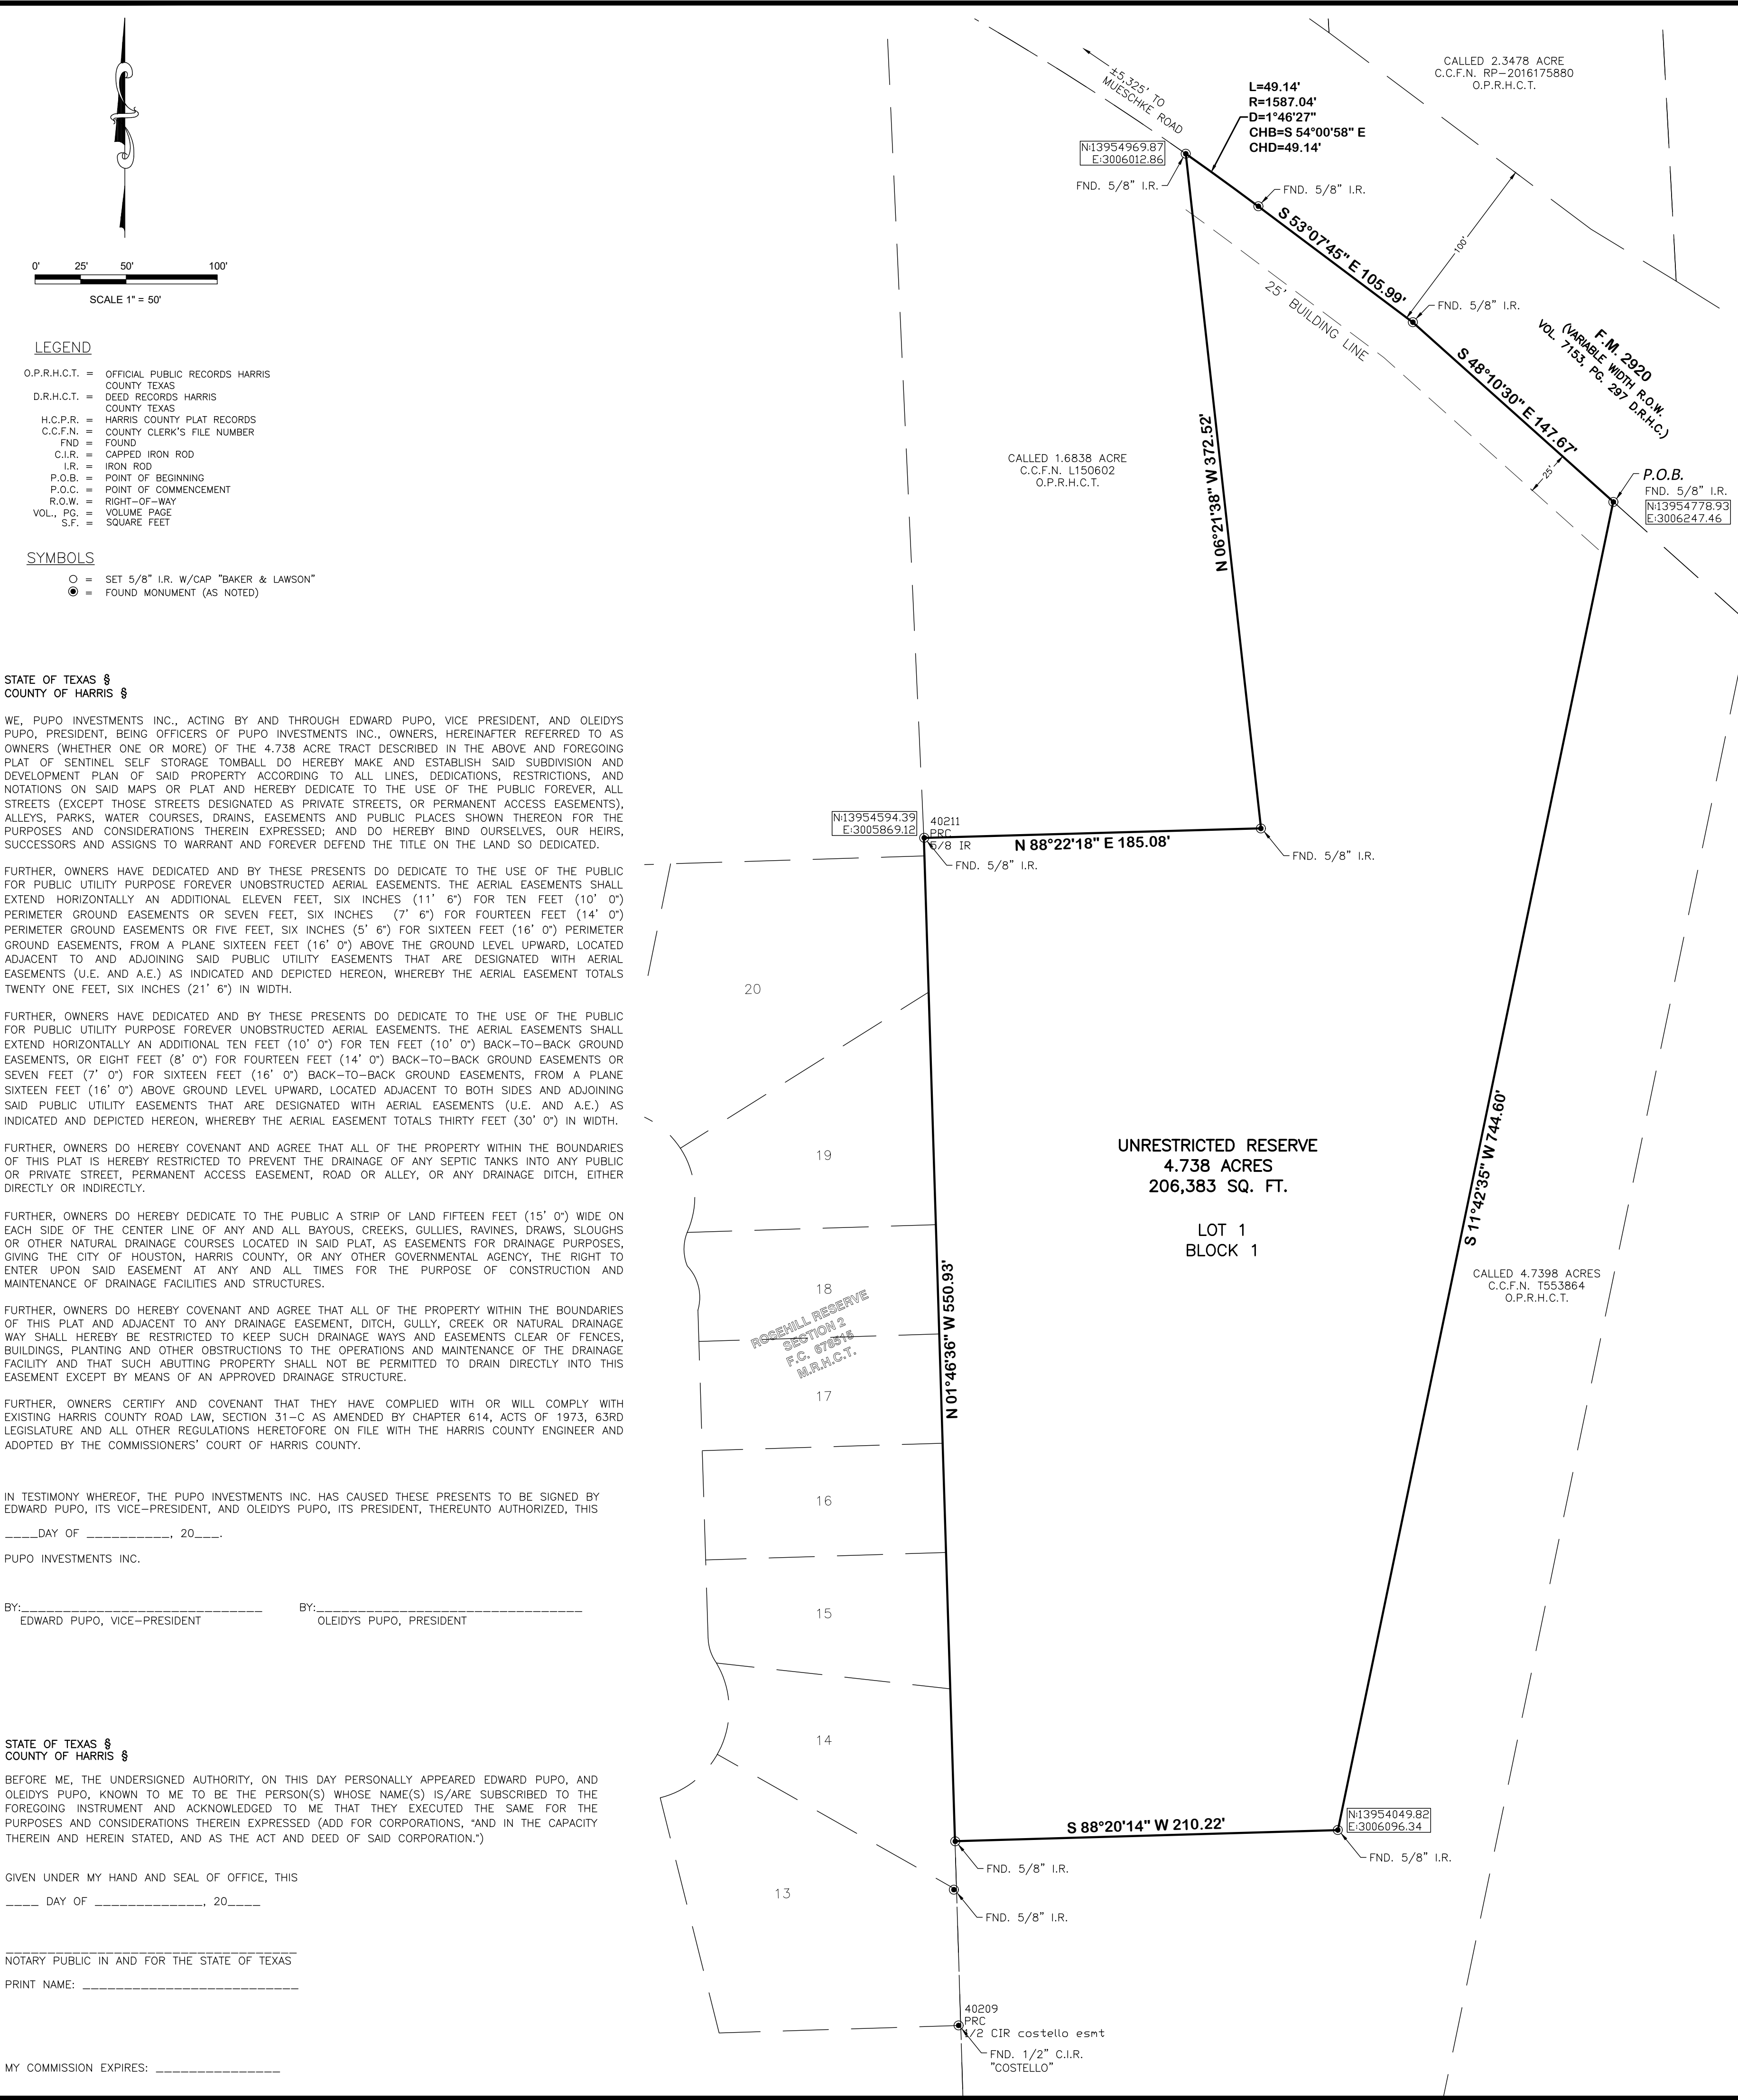 0' 25' 50' 100'
SCALE 1" = 50'
LEGEND
O.P.R.H.C.T. = OFFICIAL PUBLIC RECORDS HARRIS
COUNTY TEXAS
D.R.H.C.T. = DEED RECORDS HARRIS
COUNTY TEXAS
H.C.P.R. = HARRIS COUNTY PLAT RECORDS
C.C.F.N. = COUNTY CLERK'S FILE NUMBER
FND = FOUND
C.I.R. = CAPPED IRON ROD
I.R. = IRON ROD
P.O.B. = POINT OF BEGINNING
P.O.C. = POINT OF COMMENCEMENT
R.O.W. = RIGHT-OF-WAY
VOL., PG. = VOLUME PAGE
S.F. = SQUARE FEET
SYMBOLS
= SET 5/8" I.R. W/CAP "BAKER & LAWSON"
= FOUND MONUMENT (AS NOTED)
STATE OF TEXAS §
COUNTY OF HARRIS §
WE, PUPO INVESTMENTS INC., ACTING BY AND THROUGH EDWARD PUPO, VICE PRESIDENT, AND OLEIDYS
PUPO, PRESIDENT, BEING OFFICERS OF PUPO INVESTMENTS INC., OWNERS, HEREINAFTER REFERRED TO AS
OWNERS (WHETHER ONE OR MORE) OF THE 4.738 ACRE TRACT DESCRIBED IN THE ABOVE AND FOREGOING
PLAT OF SENTINEL SELF STORAGE TOMBALL DO HEREBY MAKE AND ESTABLISH SAID SUBDIVISION AND
DEVELOPMENT PLAN OF SAID PROPERTY ACCORDING TO ALL LINES, DEDICATIONS, RESTRICTIONS, AND
NOTATIONS ON SAID MAPS OR PLAT AND HEREBY DEDICATE TO THE USE OF THE PUBLIC FOREVER, ALL
STREETS (EXCEPT THOSE STREETS DESIGNATED AS PRIVATE STREETS, OR PERMANENT ACCESS EASEMENTS),
ALLEYS, PARKS, WATER COURSES, DRAINS, EASEMENTS AND PUBLIC PLACES SHOWN THEREON FOR THE
PURPOSES AND CONSIDERATIONS THEREIN EXPRESSED; AND DO HEREBY BIND OURSELVES, OUR HEIRS,
SUCCESSORS AND ASSIGNS TO WARRANT AND FOREVER DEFEND THE TITLE ON THE LAND SO DEDICATED.
FURTHER, OWNERS HAVE DEDICATED AND BY THESE PRESENTS DO DEDICATE TO THE USE OF THE PUBLIC
FOR PUBLIC UTILITY PURPOSE FOREVER UNOBSTRUCTED AERIAL EASEMENTS. THE AERIAL EASEMENTS SHALL
EXTEND HORIZONTALLY AN ADDITIONAL ELEVEN FEET, SIX INCHES (11' 6") FOR TEN FEET (10' 0")
PERIMETER GROUND EASEMENTS OR SEVEN FEET, SIX INCHES (7' 6") FOR FOURTEEN FEET (14' 0")
PERIMETER GROUND EASEMENTS OR FIVE FEET, SIX INCHES (5' 6") FOR SIXTEEN FEET (16' 0") PERIMETER
GROUND EASEMENTS, FROM A PLANE SIXTEEN FEET (16' 0") ABOVE THE GROUND LEVEL UPWARD, LOCATED
ADJACENT TO AND ADJOINING SAID PUBLIC UTILITY EASEMENTS THAT ARE DESIGNATED WITH AERIAL
EASEMENTS (U.E. AND A.E.) AS INDICATED AND DEPICTED HEREON, WHEREBY THE AERIAL EASEMENT TOTALS
TWENTY ONE FEET, SIX INCHES (21' 6") IN WIDTH.
FURTHER, OWNERS HAVE DEDICATED AND BY THESE PRESENTS DO DEDICATE TO THE USE OF THE PUBLIC
FOR PUBLIC UTILITY PURPOSE FOREVER UNOBSTRUCTED AERIAL EASEMENTS. THE AERIAL EASEMENTS SHALL
EXTEND HORIZONTALLY AN ADDITIONAL TEN FEET (10' 0") FOR TEN FEET (10' 0") BACK-TO-BACK GROUND
EASEMENTS, OR EIGHT FEET (8' 0") FOR FOURTEEN FEET (14' 0") BACK-TO-BACK GROUND EASEMENTS OR
SEVEN FEET (7' 0") FOR SIXTEEN FEET (16' 0") BACK-TO-BACK GROUND EASEMENTS, FROM A PLANE
SIXTEEN FEET (16' 0") ABOVE GROUND LEVEL UPWARD, LOCATED ADJACENT TO BOTH SIDES AND ADJOINING
SAID PUBLIC UTILITY EASEMENTS THAT ARE DESIGNATED WITH AERIAL EASEMENTS (U.E. AND A.E.) AS
INDICATED AND DEPICTED HEREON, WHEREBY THE AERIAL EASEMENT TOTALS THIRTY FEET (30' 0") IN WIDTH.
FURTHER, OWNERS DO HEREBY COVENANT AND AGREE THAT ALL OF THE PROPERTY WITHIN THE BOUNDARIES
OF THIS PLAT IS HEREBY RESTRICTED TO PREVENT THE DRAINAGE OF ANY SEPTIC TANKS INTO ANY PUBLIC
OR PRIVATE STREET, PERMANENT ACCESS EASEMENT, ROAD OR ALLEY, OR ANY DRAINAGE DITCH, EITHER
DIRECTLY OR INDIRECTLY.
FURTHER, OWNERS DO HEREBY DEDICATE TO THE PUBLIC A STRIP OF LAND FIFTEEN FEET (15' 0") WIDE ON
EACH SIDE OF THE CENTER LINE OF ANY AND ALL BAYOUS, CREEKS, GULLIES, RAVINES, DRAWS, SLOUGHS
OR OTHER NATURAL DRAINAGE COURSES LOCATED IN SAID PLAT, AS EASEMENTS FOR DRAINAGE PURPOSES,
GIVING THE CITY OF HOUSTON, HARRIS COUNTY, OR ANY OTHER GOVERNMENTAL AGENCY, THE RIGHT TO
ENTER UPON SAID EASEMENT AT ANY AND ALL TIMES FOR THE PURPOSE OF CONSTRUCTION AND
MAINTENANCE OF DRAINAGE FACILITIES AND STRUCTURES.
FURTHER, OWNERS DO HEREBY COVENANT AND AGREE THAT ALL OF THE PROPERTY WITHIN THE BOUNDARIES
OF THIS PLAT AND ADJACENT TO ANY DRAINAGE EASEMENT, DITCH, GULLY, CREEK OR NATURAL DRAINAGE
WAY SHALL HEREBY BE RESTRICTED TO KEEP SUCH DRAINAGE WAYS AND EASEMENTS CLEAR OF FENCES,
BUILDINGS, PLANTING AND OTHER OBSTRUCTIONS TO THE OPERATIONS AND MAINTENANCE OF THE DRAINAGE
FACILITY AND THAT SUCH ABUTTING PROPERTY SHALL NOT BE PERMITTED TO DRAIN DIRECTLY INTO THIS
EASEMENT EXCEPT BY MEANS OF AN APPROVED DRAINAGE STRUCTURE.
FURTHER, OWNERS CERTIFY AND COVENANT THAT THEY HAVE COMPLIED WITH OR WILL COMPLY WITH
EXISTING HARRIS COUNTY ROAD LAW, SECTION 31-C AS AMENDED BY CHAPTER 614, ACTS OF 1973, 63RD
LEGISLATURE AND ALL OTHER REGULATIONS HERETOFORE ON FILE WITH THE HARRIS COUNTY ENGINEER AND
ADOPTED BY THE COMMISSIONERS' COURT OF HARRIS COUNTY.
IN TESTIMONY WHEREOF, THE PUPO INVESTMENTS INC. HAS CAUSED THESE PRESENTS TO BE SIGNED BY
EDWARD PUPO, ITS VICE-PRESIDENT, AND OLEIDYS PUPO, ITS PRESIDENT, THEREUNTO AUTHORIZED, THIS
____DAY OF __________, 20___.
PUPO INVESTMENTS INC.
BY:_____________________________ BY:________________________________
EDWARD PUPO, VICE-PRESIDENT OLEIDYS PUPO, PRESIDENT
STATE OF TEXAS §
COUNTY OF HARRIS §
BEFORE ME, THE UNDERSIGNED AUTHORITY, ON THIS DAY PERSONALLY APPEARED EDWARD PUPO, AND
OLEIDYS PUPO, KNOWN TO ME TO BE THE PERSON(S) WHOSE NAME(S) IS/ARE SUBSCRIBED TO THE
FOREGOING INSTRUMENT AND ACKNOWLEDGED TO ME THAT THEY EXECUTED THE SAME FOR THE
PURPOSES AND CONSIDERATIONS THEREIN EXPRESSED (ADD FOR CORPORATIONS, "AND IN THE CAPACITY
THEREIN AND HEREIN STATED, AND AS THE ACT AND DEED OF SAID CORPORATION.")
GIVEN UNDER MY HAND AND SEAL OF OFFICE, THIS
____ DAY OF _____________, 20____
NOTARY PUBLIC IN AND FOR THE STATE OF TEXAS
PRINT NAME: __________________________
MY COMMISSION EXPIRES: _______________
CALLED 2.3478 ACRE
C.C.F.N. RP-2016175880
O.P.R.H.C.T.
±5,325' TO
MUESCHKE ROAD
L=49.14'
R=1587.04'
D=1°46'27"
CHB=S 54°00'58" E
CHD=49.14'
N:13954969.87
E:3006012.86
FND. 5/8" I.R.
FND. 5/8" I.R.
S 53°07'45" E 105.99'
100'
25' BUILDING LINE
FND. 5/8" I.R.
F.M. 2920
(VARIABLE WIDTH R.O.W.
VOL. 7153, PG. 297 D.R.H.C.)
S 48°10'30" E 147.67'
25'
P.O.B.
FND. 5/8" I.R.
N:13954778.93
E:3006247.46
CALLED 1.6838 ACRE
C.C.F.N. L150602
O.P.R.H.C.T.
N 06°21'38" W 372.52'
N:13954594.39
E:3005869.12
40211
PRC
5/8 IR
FND. 5/8" I.R.
N 88°22'18" E 185.08'
FND. 5/8" I.R.
20
19
18
17
16
15
14
13
ROSEHILL RESERVE
SECTION 2
F.C. 678515
M.R.H.C.T.
N 01°46'36" W 550.93'
UNRESTRICTED RESERVE
4.738 ACRES
206,383 SQ. FT.
LOT 1
BLOCK 1
S 11°42'35" W 744.60'
CALLED 4.7398 ACRES
C.C.F.N. T553864
O.P.R.H.C.T.
S 88°20'14" W 210.22'
N:13954049.82
E:3006096.34
FND. 5/8" I.R.
FND. 5/8" I.R.
FND. 5/8" I.R.
40209
PRC
1/2 CIR costello esmt
FND. 1/2" C.I.R.
"COSTELLO"